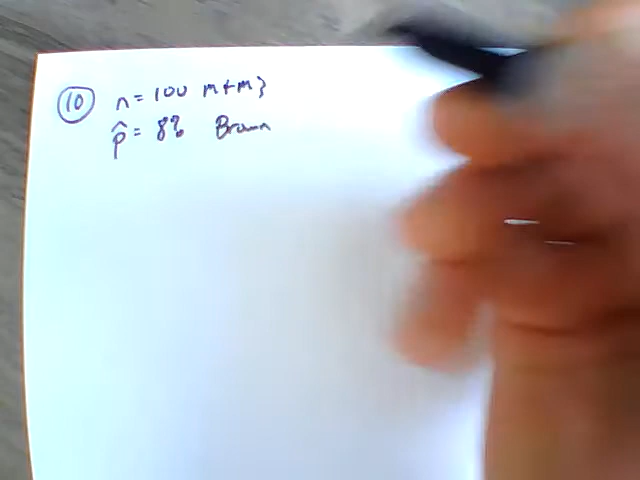 10 n = 100 M+M's
p̂ = 8% Brown